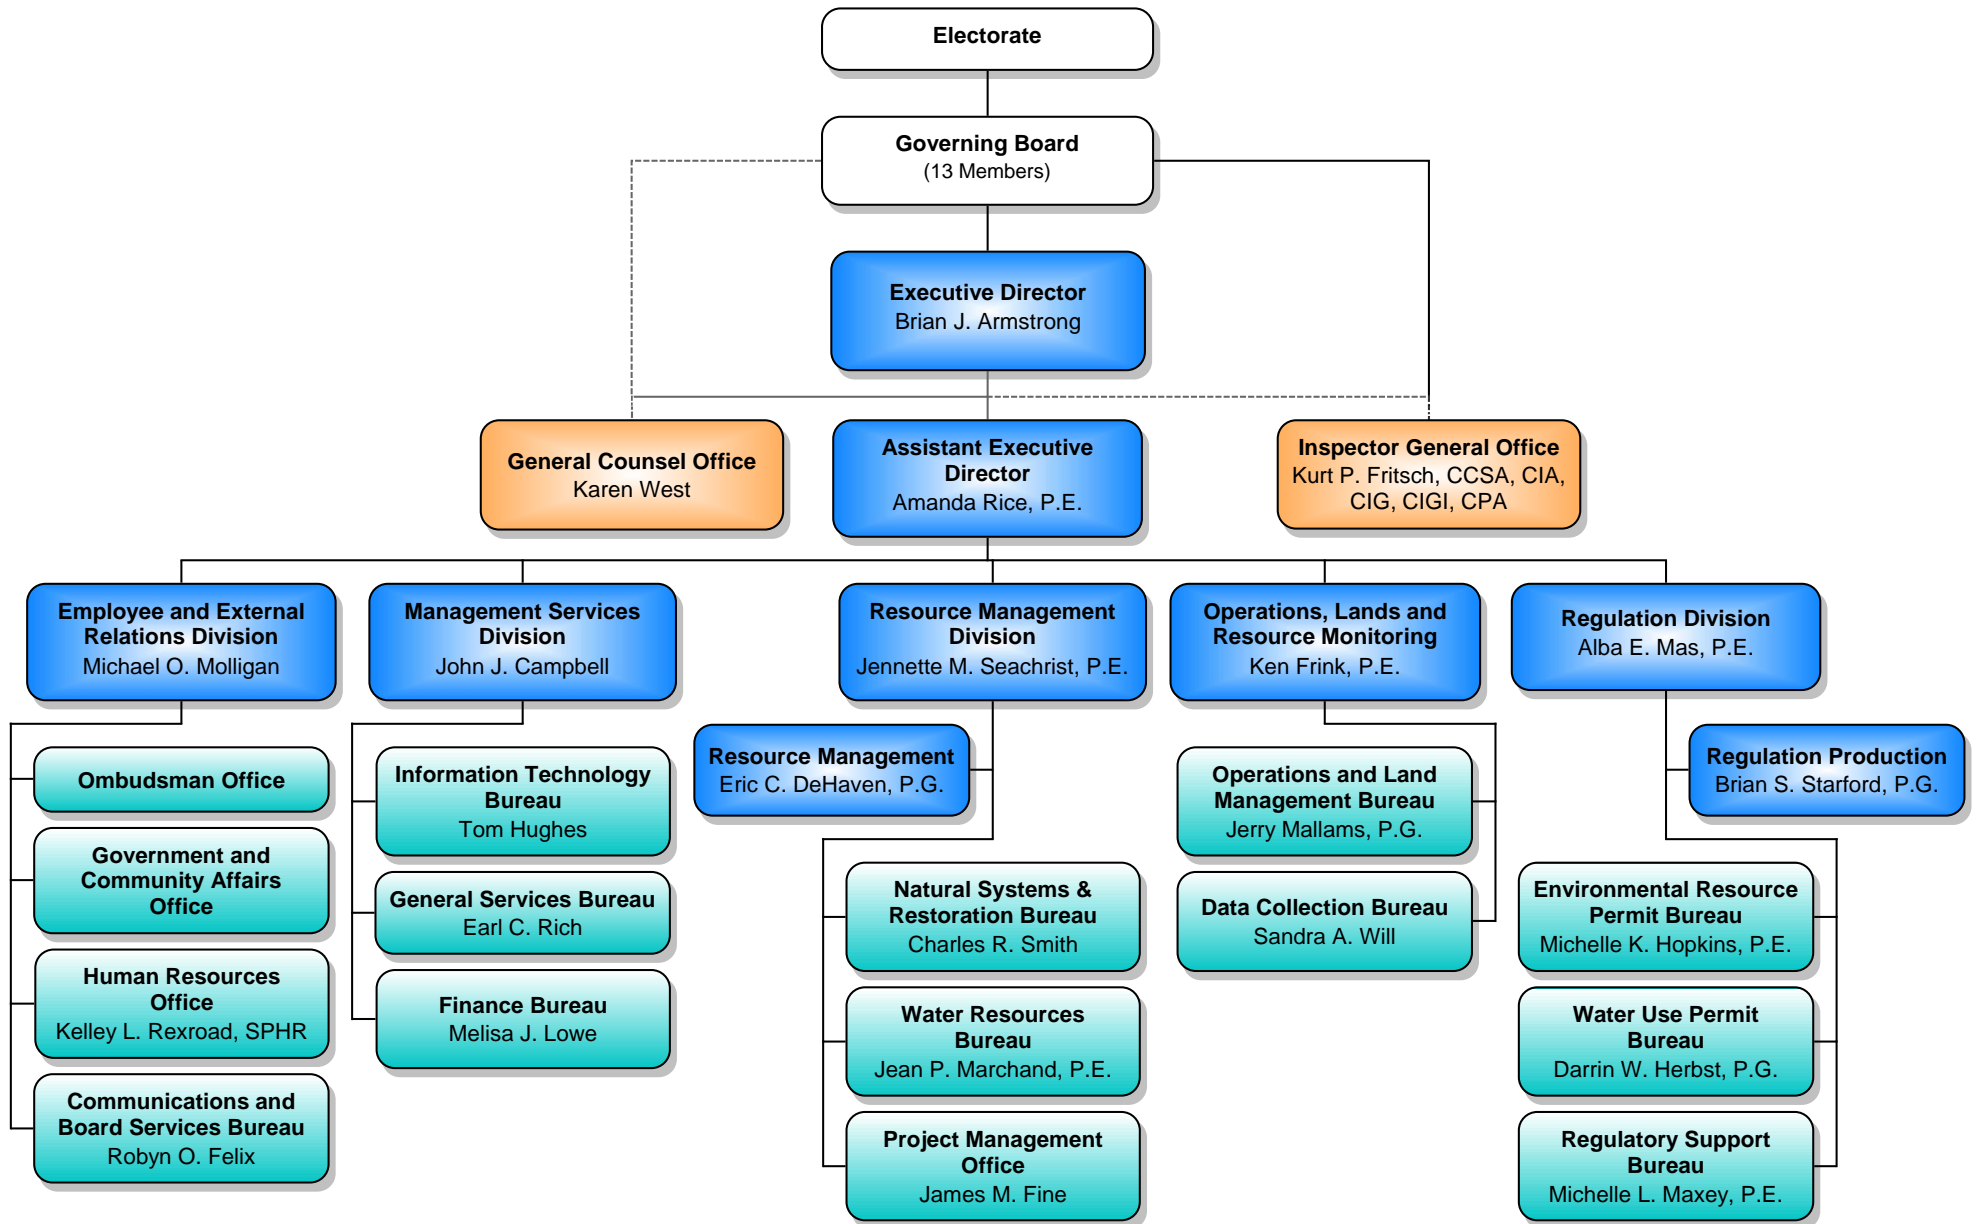 Electorate
Governing Board
(13 Members)
Executive Director
Brian J. Armstrong
General Counsel Office
Karen West
Assistant Executive
Director
Amanda Rice, P.E.
Inspector General Office
Kurt P. Fritsch, CCSA, CIA,
CIG, CIGI, CPA
Employee and External
Relations Division
Michael O. Molligan
Management Services
Division
John J. Campbell
Resource Management
Division
Jennette M. Seachrist, P.E.
Operations, Lands and
Resource Monitoring
Ken Frink, P.E.
Regulation Division
Alba E. Mas, P.E.
Ombudsman Office
Government and
Community Affairs
Office
Human Resources
Office
Kelley L. Rexroad, SPHR
Communications and
Board Services Bureau
Robyn O. Felix
Information Technology
Bureau
Tom Hughes
General Services Bureau
Earl C. Rich
Finance Bureau
Melisa J. Lowe
Resource Management
Eric C. DeHaven, P.G.
Natural Systems &
Restoration Bureau
Charles R. Smith
Water Resources
Bureau
Jean P. Marchand, P.E.
Project Management
Office
James M. Fine
Operations and Land
Management Bureau
Jerry Mallams, P.G.
Data Collection Bureau
Sandra A. Will
Regulation Production
Brian S. Starford, P.G.
Environmental Resource
Permit Bureau
Michelle K. Hopkins, P.E.
Water Use Permit
Bureau
Darrin W. Herbst, P.G.
Regulatory Support
Bureau
Michelle L. Maxey, P.E.